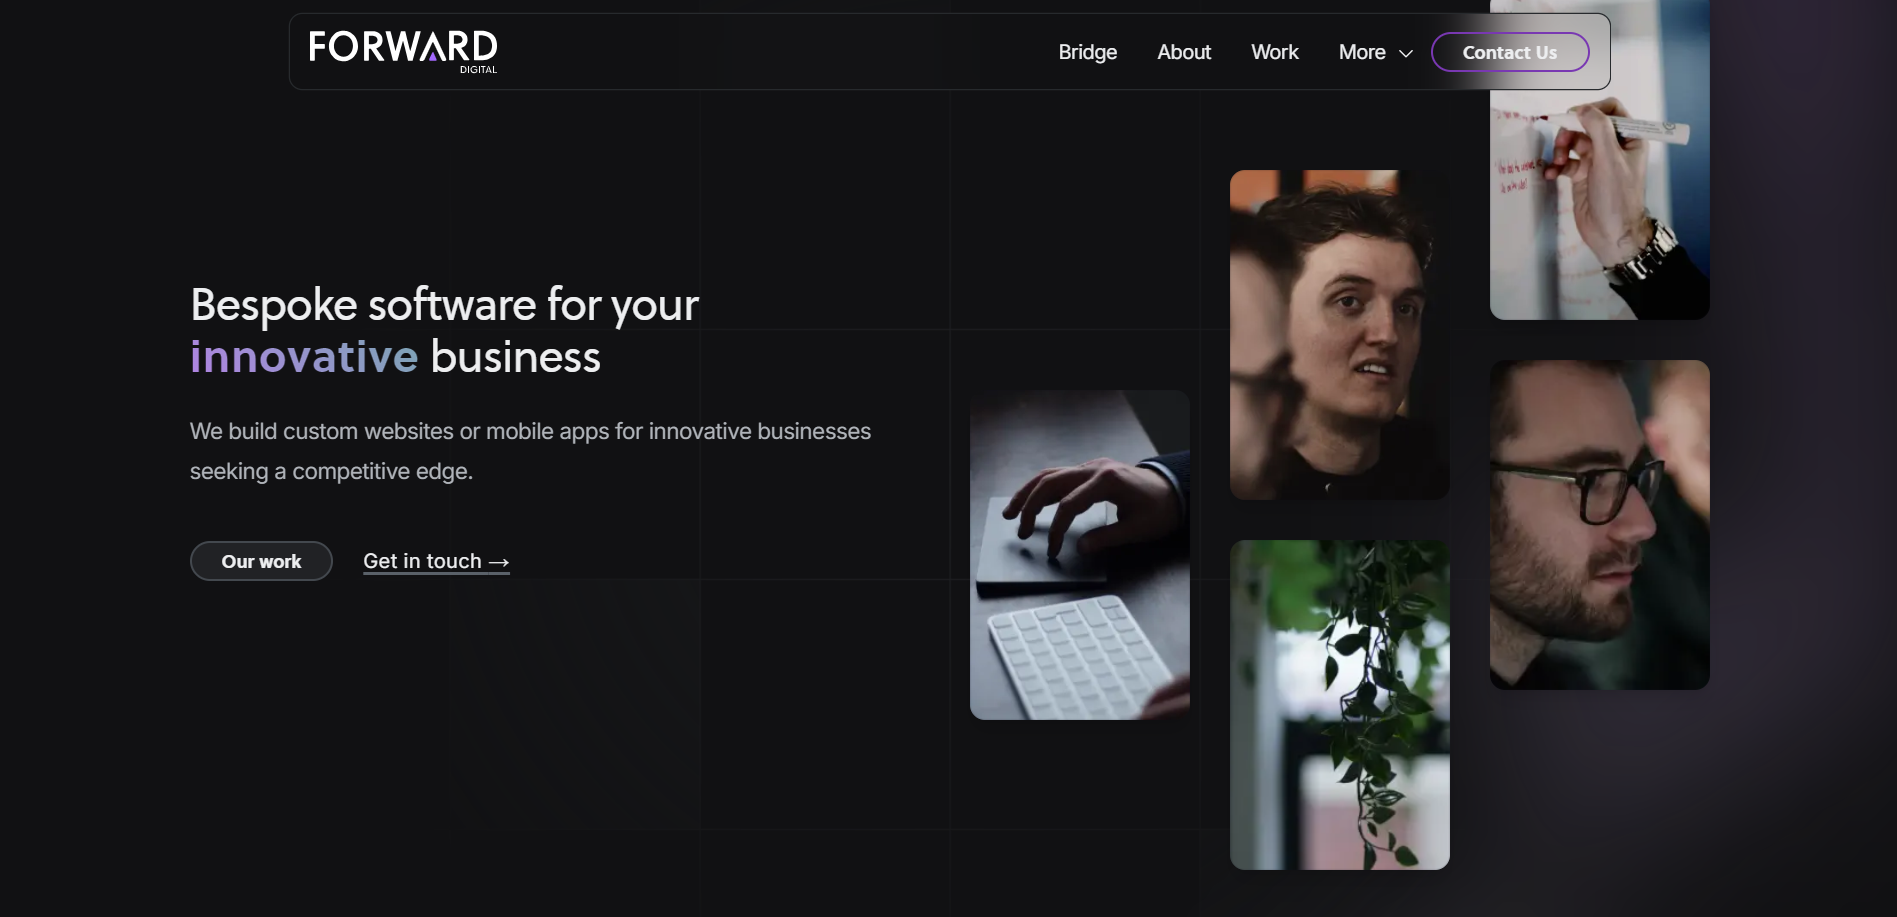 FORWARD
DIGITAL
Bridge About Work More Contact Us
Bespoke software for your
innovative business
We build custom websites or mobile apps for innovative businesses
seeking a competitive edge.
Our work Get in touch →